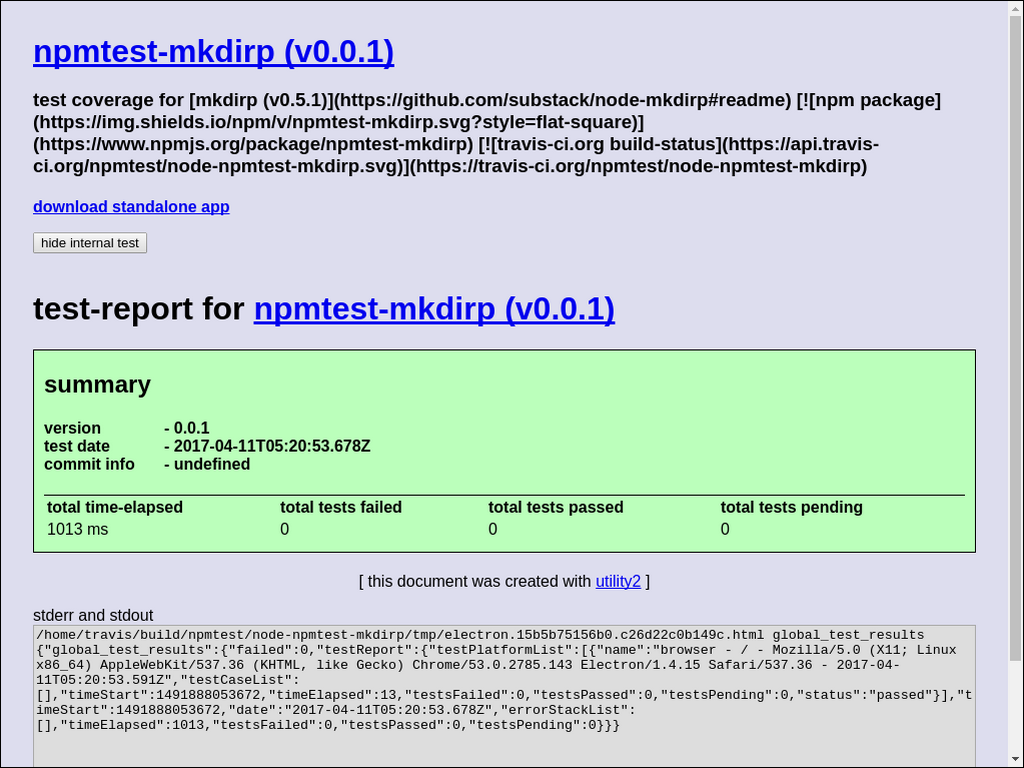 npmtest-mkdirp (v0.0.1)
test coverage for [mkdirp (v0.5.1)](https://github.com/substack/node-mkdirp#readme) [![npm package]
(https://img.shields.io/npm/v/npmtest-mkdirp.svg?style=flat-square)]
(https://www.npmjs.org/package/npmtest-mkdirp) [![travis-ci.org build-status](https://api.travis-
ci.org/npmtest/node-npmtest-mkdirp.svg)](https://travis-ci.org/npmtest/node-npmtest-mkdirp)
download standalone app
hide internal test
test-report for npmtest-mkdirp (v0.0.1)
summary
version - 0.0.1
test date - 2017-04-11T05:20:53.678Z
commit info - undefined
total time-elapsed total tests failed total tests passed total tests pending
1013 ms 0 0 0
[ this document was created with utility2 ]
stderr and stdout
/home/travis/build/npmtest/node-npmtest-mkdirp/tmp/electron.15b5b75156b0.c26d22c0b149c.html global_test_results
{"global_test_results":{"failed":0,"testReport":{"testPlatformList":[{"name":"browser - / - Mozilla/5.0 (X11; Linux
x86_64) AppleWebKit/537.36 (KHTML, like Gecko) Chrome/53.0.2785.143 Electron/1.4.15 Safari/537.36 - 2017-04-
11T05:20:53.591Z","testCaseList":
[],"timeStart":1491888053672,"timeElapsed":13,"testsFailed":0,"testsPassed":0,"testsPending":0,"status":"passed"}],"t
imeStart":1491888053672,"date":"2017-04-11T05:20:53.678Z","errorStackList":
[],"timeElapsed":1013,"testsFailed":0,"testsPassed":0,"testsPending":0}}}